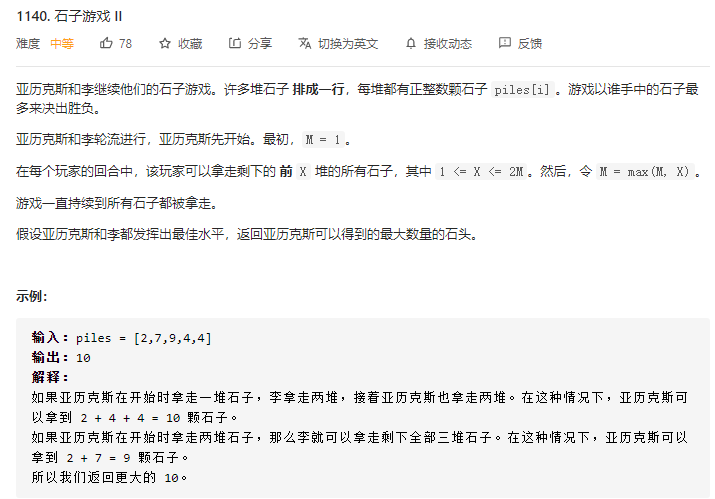 1140. 石子游戏 II
难度 中等 78 收藏 分享 切换为英文 接收动态 反馈
亚历克斯和李继续他们的石子游戏。许多堆石子 排成一行，每堆都有正整数颗石子 piles[i] 。游戏以谁手中的石子最
多来决出胜负。
亚历克斯和李轮流进行，亚历克斯先开始。最初，M = 1 。
在每个玩家的回合中，该玩家可以拿走剩下的 前 X 堆的所有石子，其中 1 <= X <= 2M 。然后，令 M = max(M, X) 。
游戏一直持续到所有石子都被拿走。
假设亚历克斯和李都发挥出最佳水平，返回亚历克斯可以得到的最大数量的石头。
示例：
输入：piles = [2,7,9,4,4]
输出：10
解释：
如果亚历克斯在开始时拿走一堆石子，李拿走两堆，接着亚历克斯也拿走两堆。在这种情况下，亚历克斯可
以拿到 2 + 4 + 4 = 10 颗石子。
如果亚历克斯在开始时拿走两堆石子，那么李就可以拿走剩下全部三堆石子。在这种情况下，亚历克斯可以
拿到 2 + 7 = 9 颗石子。
所以我们返回更大的 10。